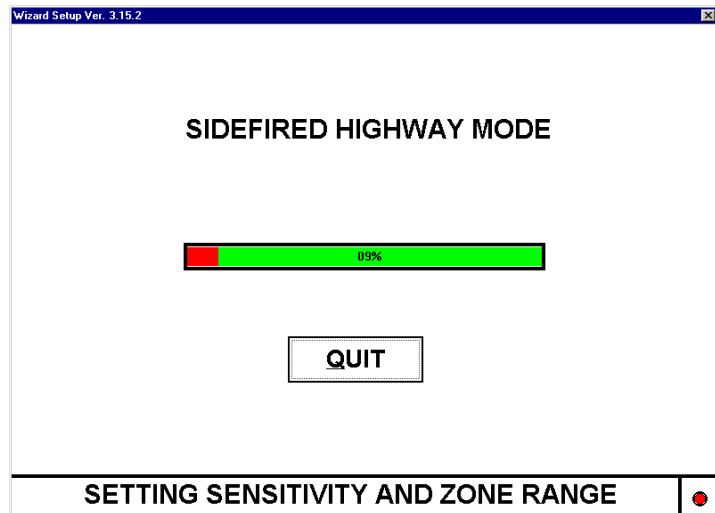 Wizard Setup Ver. 3.15.2
SIDEFIRED HIGHWAY MODE
09%
QUIT
SETTING SENSITIVITY AND ZONE RANGE